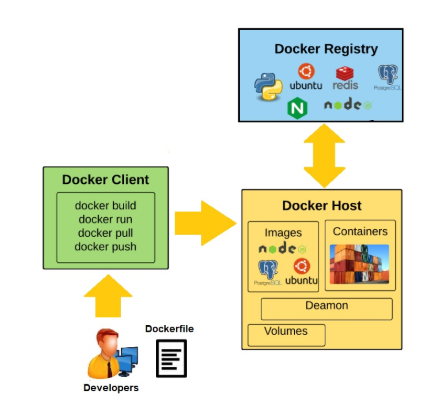 Docker Registry
ubuntu
redis
PostgreSQL
node
Docker Client
docker build
docker run
docker pull
docker push
Docker Host
Images
Containers
node
PostgreSQL
ubuntu
Deamon
Volumes
Dockerfile
Developers